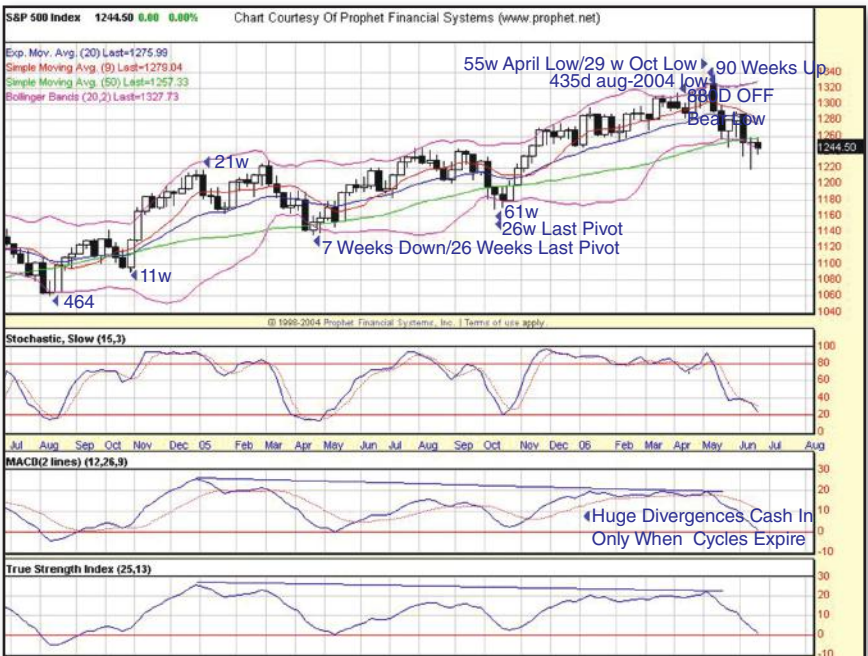 S&P 500 Index 1244.50 0.00 0.00% Chart Courtesy Of Prophet Financial Systems (www.prophet.net)
Exp. Mov. Avg. (20) Last=1275.99
Simple Moving Avg. (9) Last=1279.04
Simple Moving Avg. (50) Last=1257.33
Bollinger Bands (20,2) Last=1327.73
55w April Low/29 w Oct Low
90 Weeks Up
435d aug-2004 low
OFF
Bear Low
21w
61w
26w Last Pivot
7 Weeks Down/26 Weeks Last Pivot
11w
464
1340
1320
1300
1280
1260
1244.50
1220
1200
1180
1160
1140
1120
1100
1080
1060
1040
© 1998-2004 Prophet Financial Systems, Inc. | Terms of use apply.
Stochastic, Slow (15,3)
100
80
60
40
20
0
Jul Aug Sep Oct Nov Dec 05 Feb Mar Apr May Jun Jul Aug Sep Oct Nov Dec 06 Feb Mar Apr May Jun Jul Aug
MACD(2 lines) (12,26,9)
30
20
10
0
-10
Huge Divergences Cash In
Only When Cycles Expire
True Strength Index (25,13)
30
20
10
0
-10